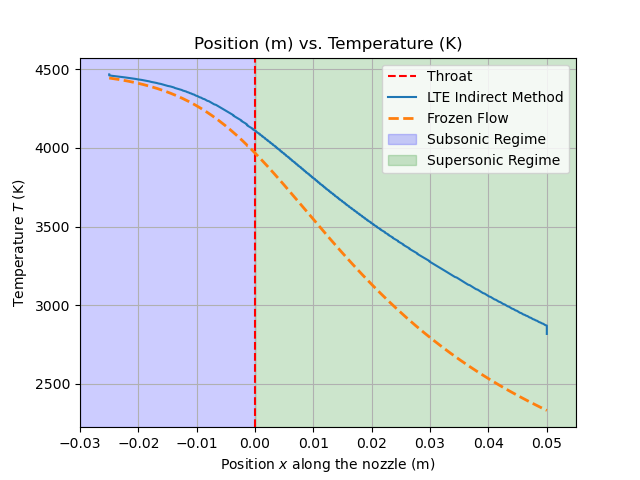 Position (m) vs. Temperature (K)
Throat
LTE Indirect Method
Frozen Flow
Subsonic Regime
Supersonic Regime
4500
4000
3500
3000
2500
Temperature T (K)
−0.03 −0.02 −0.01 0.00 0.01 0.02 0.03 0.04 0.05
Position x along the nozzle (m)